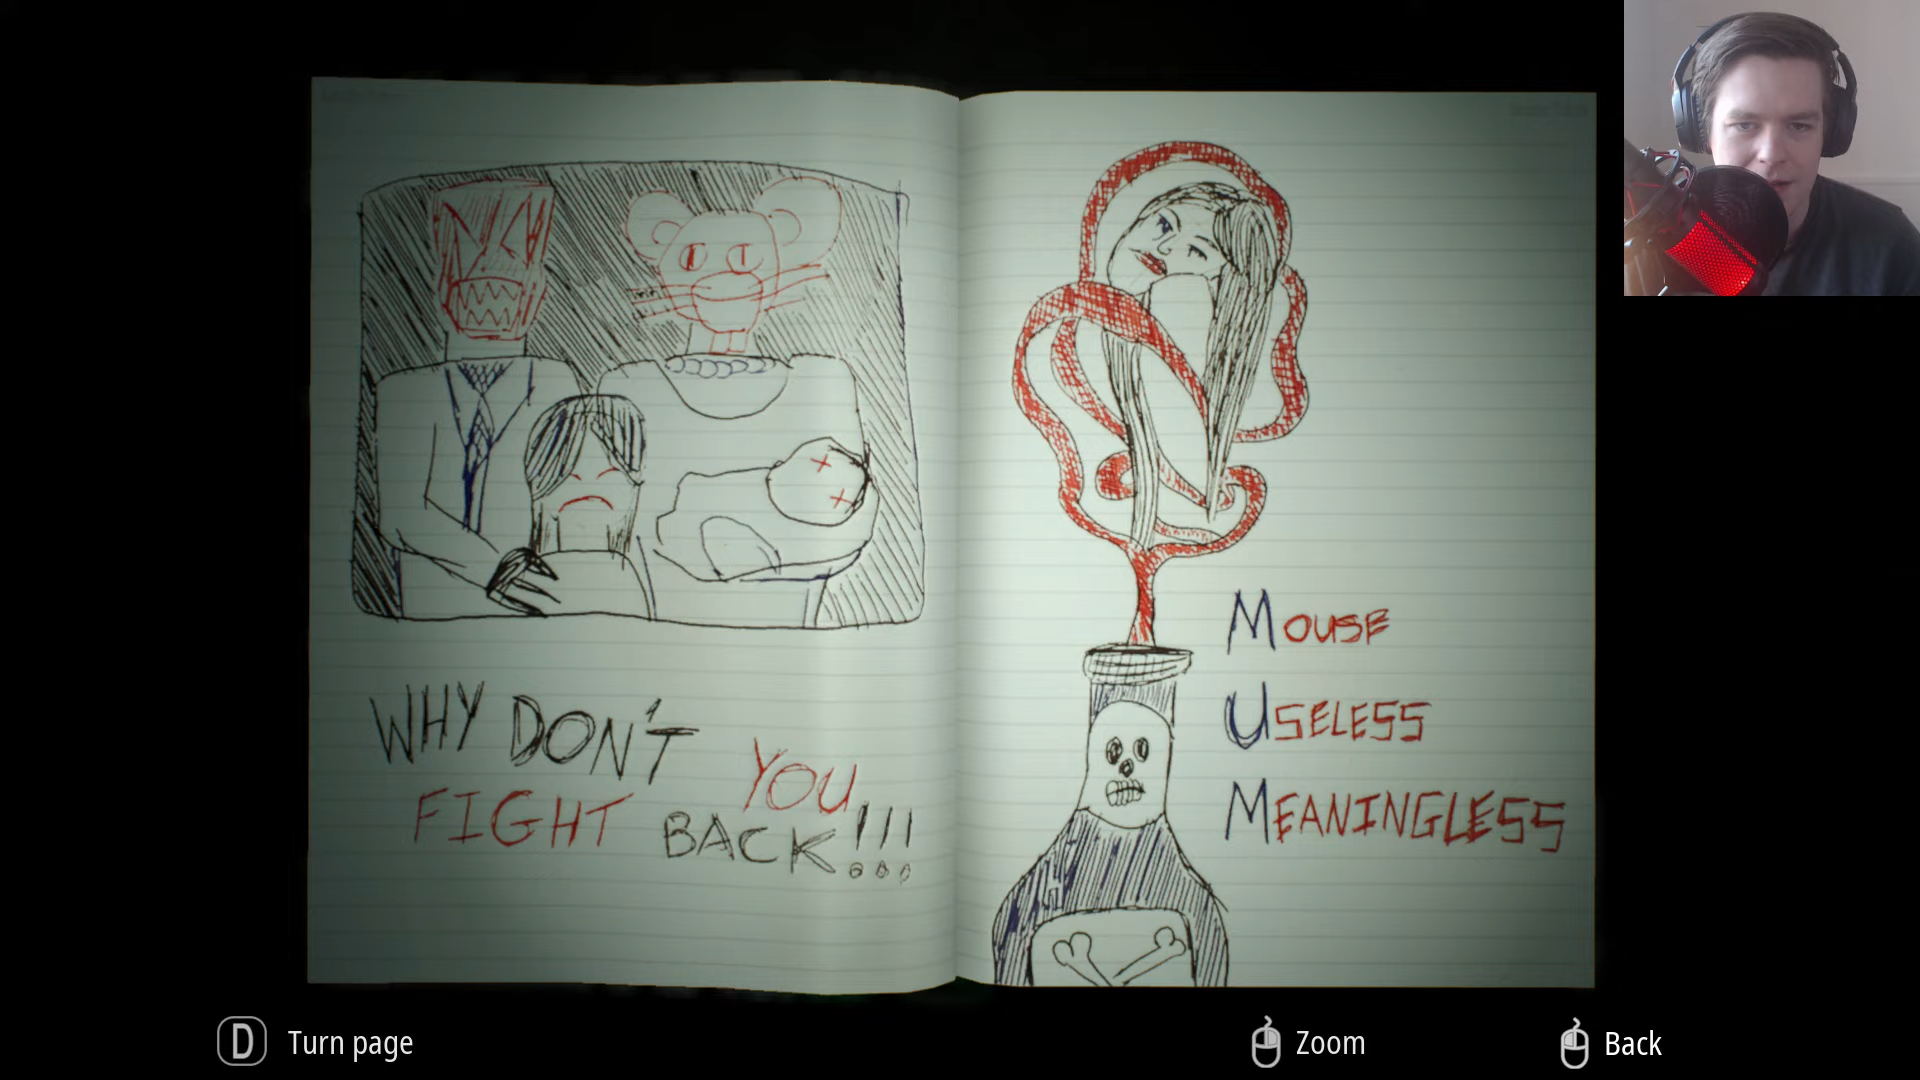 WHY DON'T YOU
FIGHT BACK!!!
MOUSE
USELESS
MEANINGLESS
D Turn page
Zoom
Back